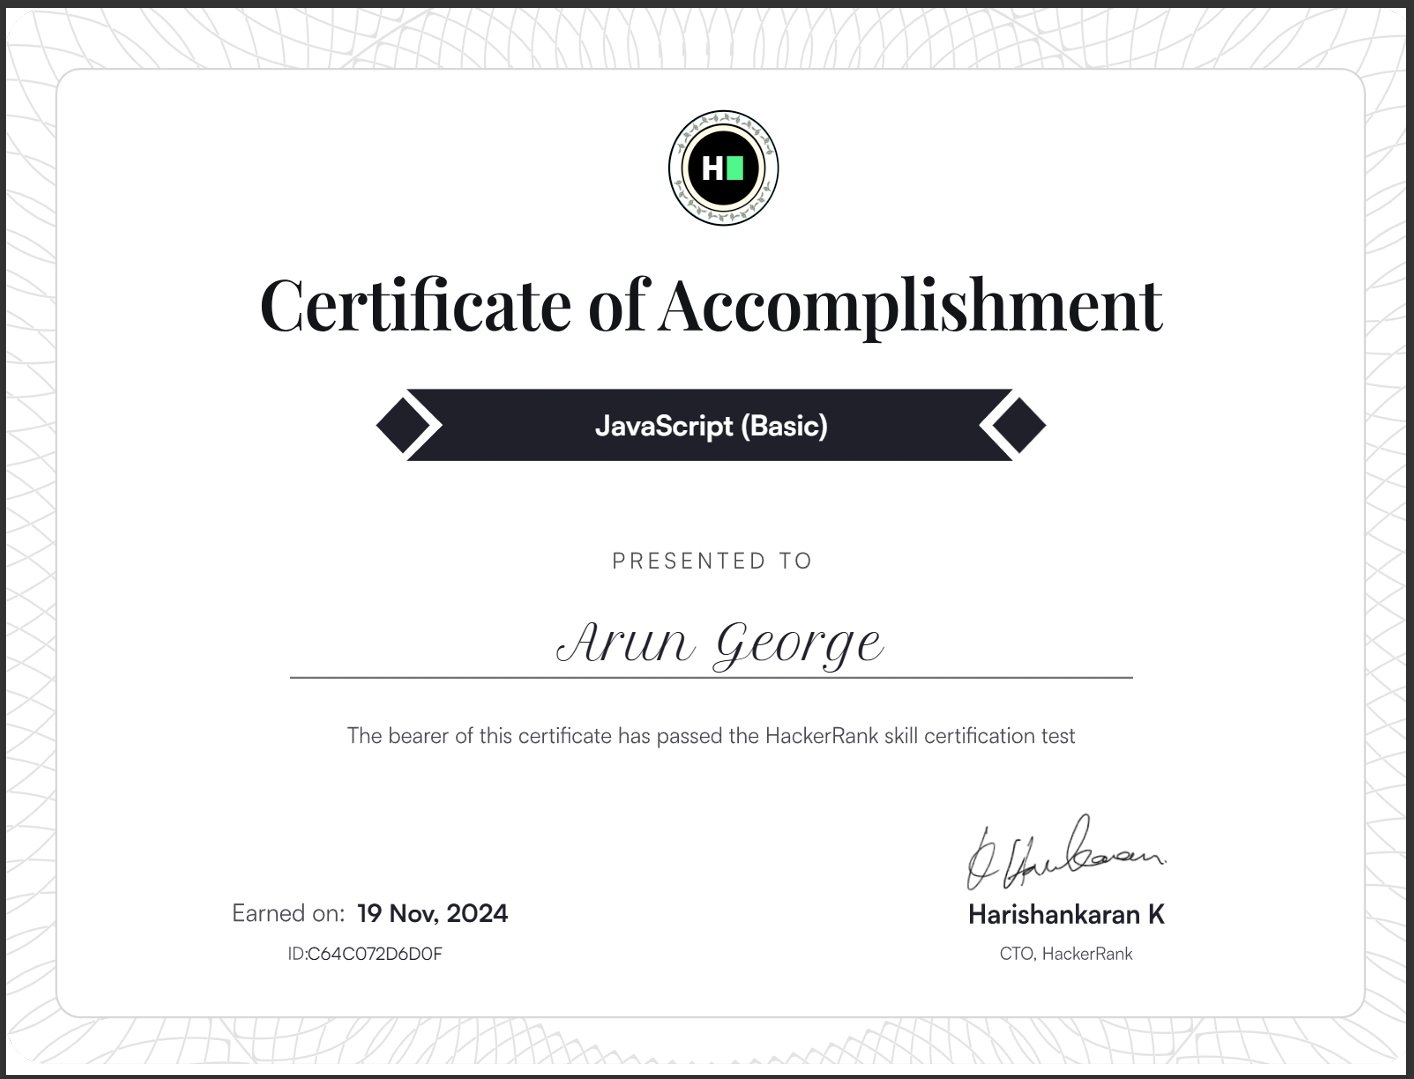 H
Certificate of Accomplishment
JavaScript (Basic)
PRESENTED TO
Arun George
The bearer of this certificate has passed the HackerRank skill certification test
Earned on: 19 Nov, 2024
ID:C64C072D6D0F
Harishankaran K
CTO, HackerRank